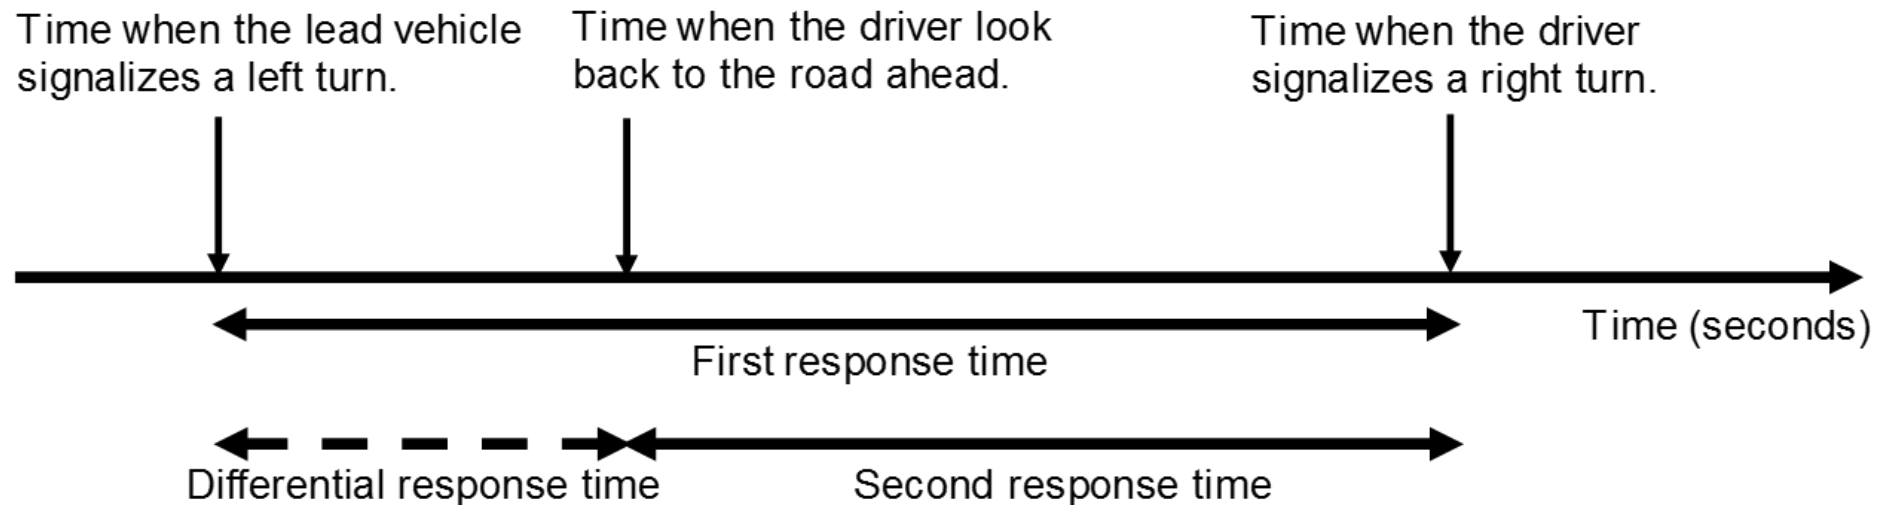 Time when the lead vehicle
signalizes a left turn.
Time when the driver look
back to the road ahead.
Time when the driver
signalizes a right turn.
Time (seconds)
First response time
Differential response time
Second response time